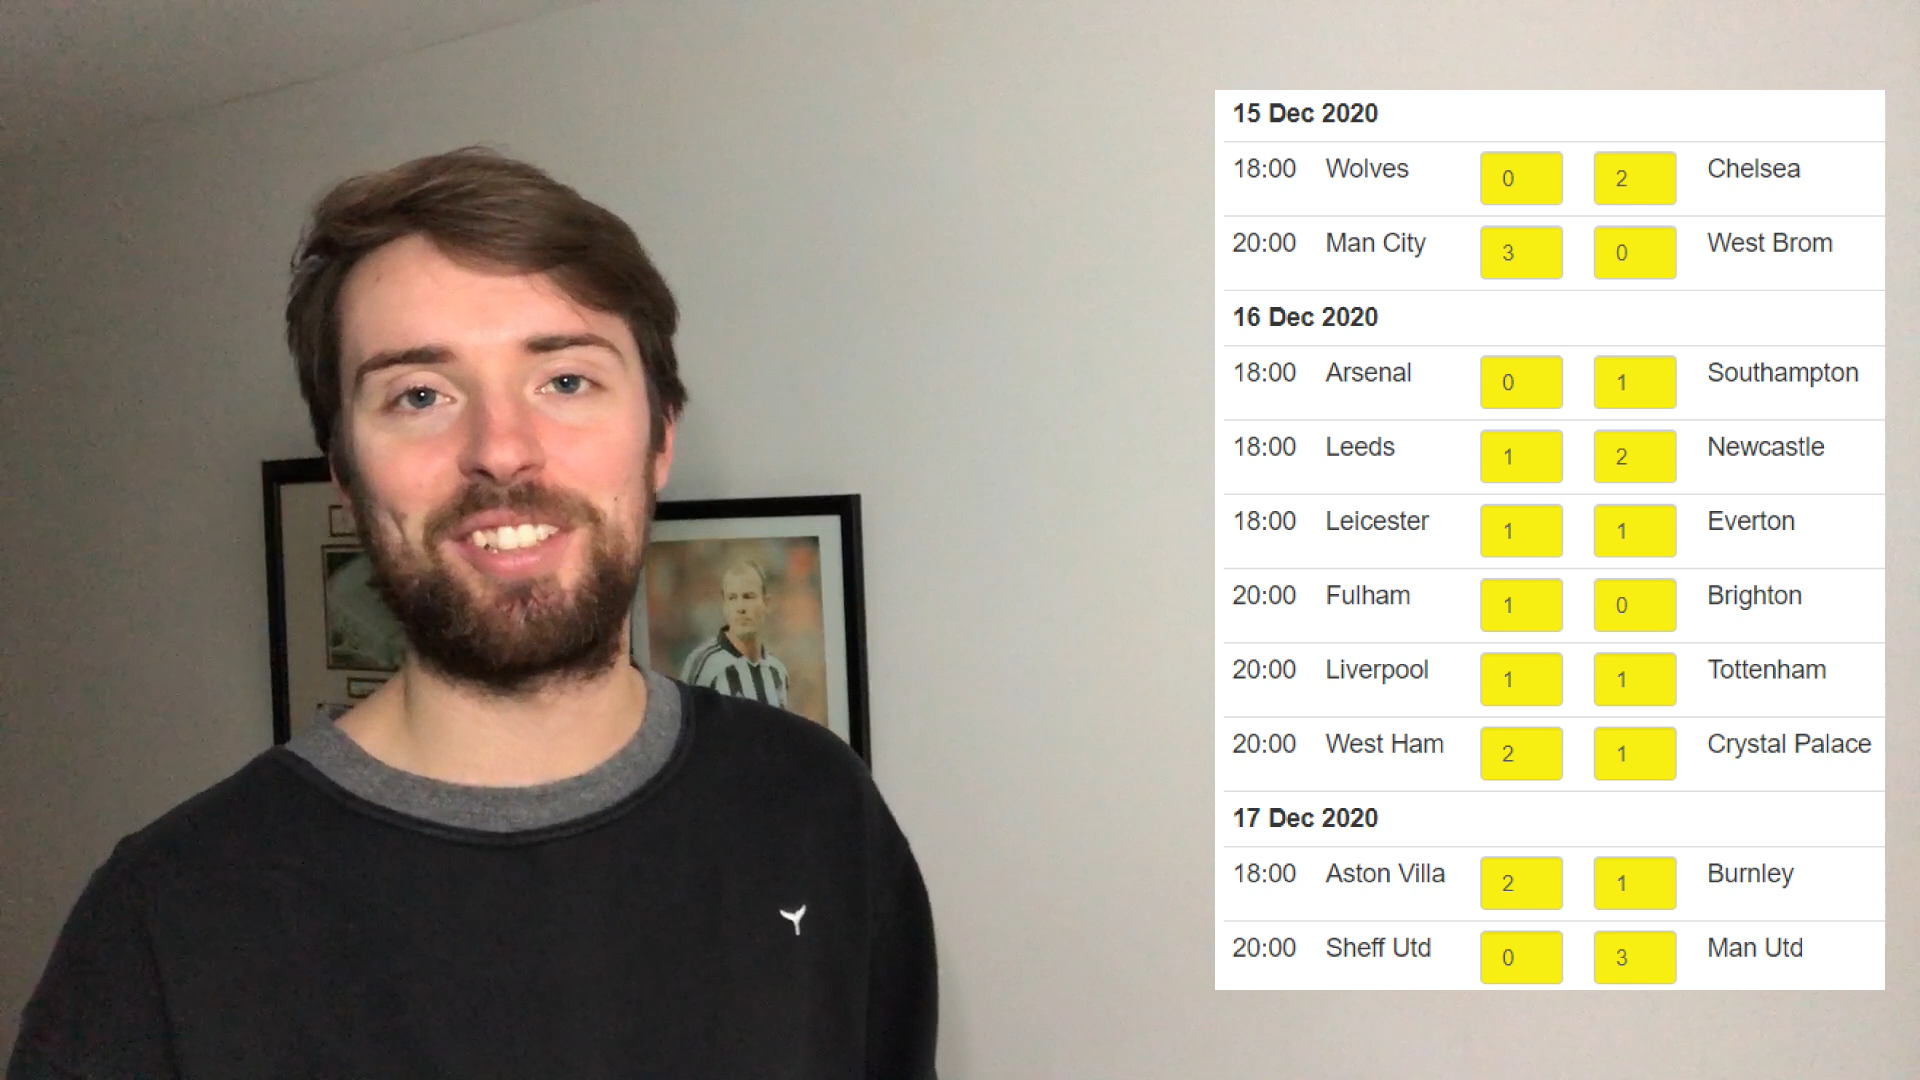 15 Dec 2020
18:00 Wolves 0 2 Chelsea
20:00 Man City 3 0 West Brom
16 Dec 2020
18:00 Arsenal 0 1 Southampton
18:00 Leeds 1 2 Newcastle
18:00 Leicester 1 1 Everton
20:00 Fulham 1 0 Brighton
20:00 Liverpool 1 1 Tottenham
20:00 West Ham 2 1 Crystal Palace
17 Dec 2020
18:00 Aston Villa 2 1 Burnley
20:00 Sheff Utd 0 3 Man Utd